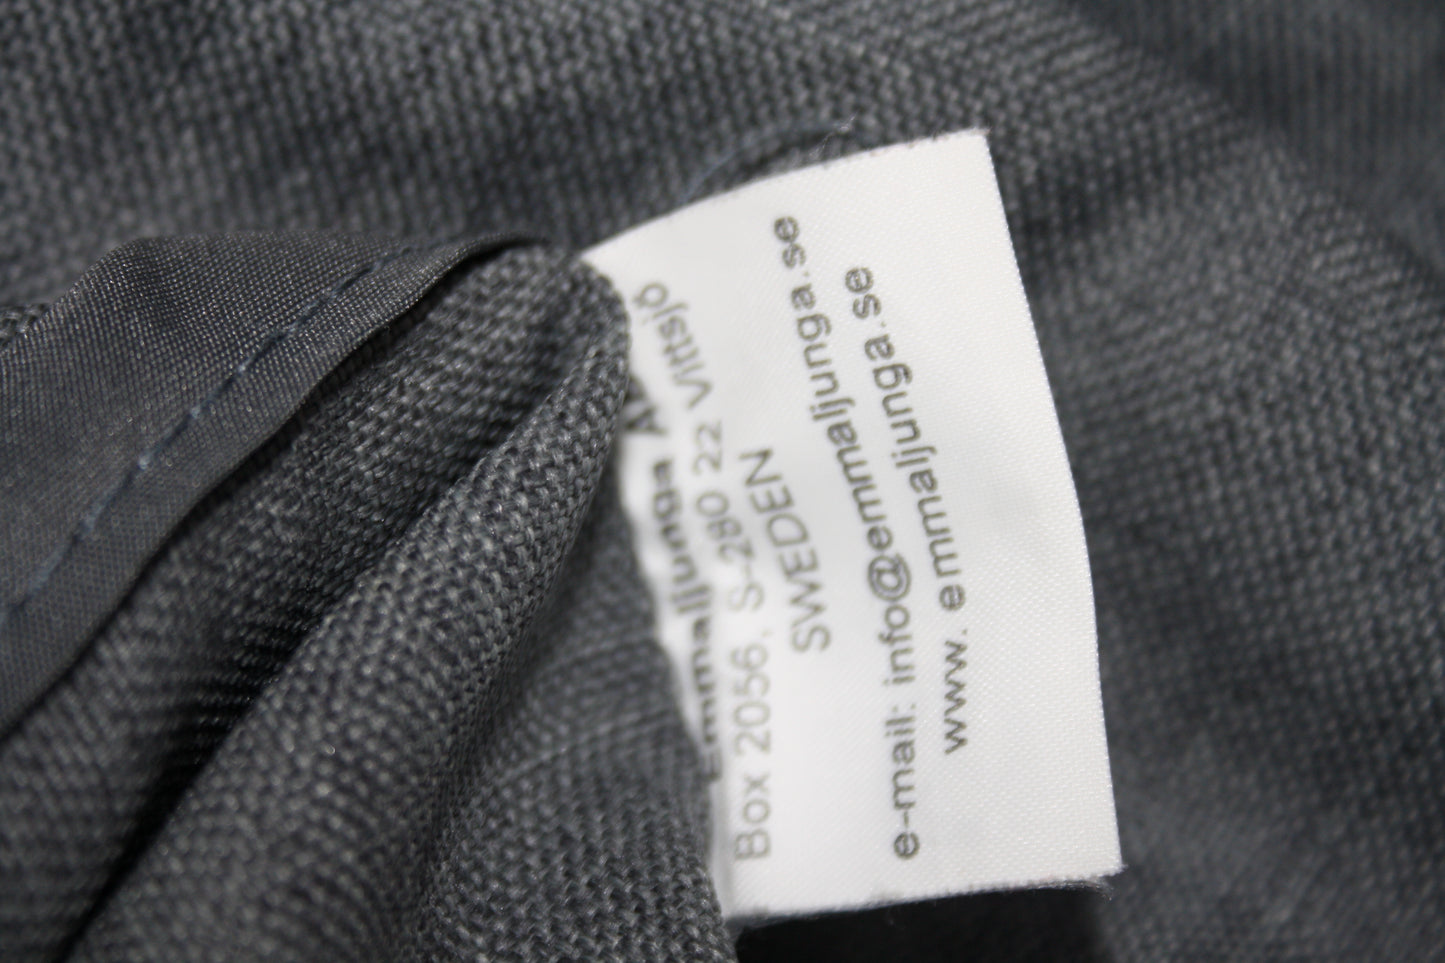 Emmaljunga AB
Box 2056, S-280 22 Vittsjö
SWEDEN
e-mail: info@emmaljunga.se
www. emmaljunga.se